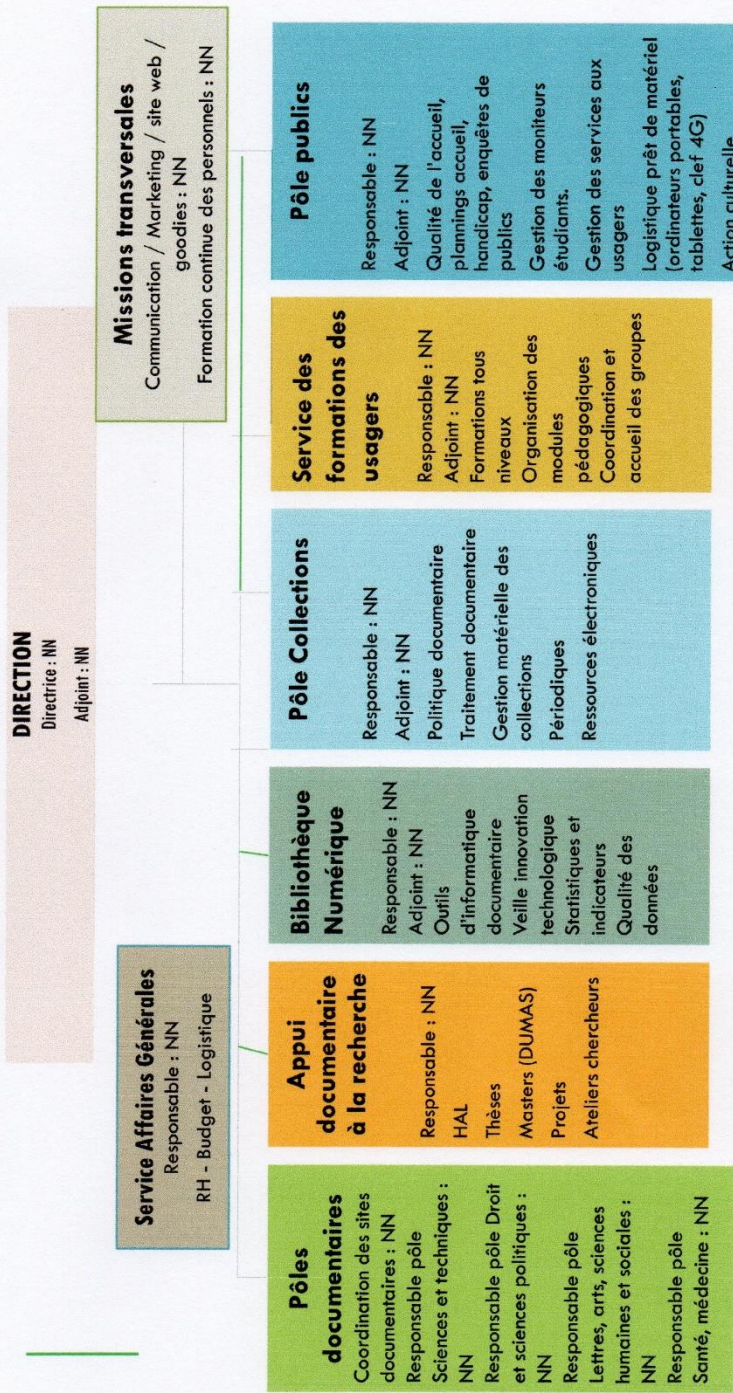 DIRECTION
Directrice : NN
Adjoint : NN
Service Affaires Générales
Responsable : NN
RH - Budget - Logistique
Missions transversales
Communication / Marketing / site web /
goodies : NN
Formation continue des personnels : NN
Pôles
documentaires
Coordination des sites
documentaires : NN
Responsable pôle
Sciences et techniques :
NN
Responsable pôle Droit
et sciences politiques :
NN
Responsable pôle
Lettres, arts, sciences
humaines et sociales :
NN
Responsable pôle
Santé, médecine : NN
Appui
documentaire
à la recherche
Responsable : NN
HAL
Thèses
Masters (DUMAS)
Projets
Ateliers chercheurs
Bibliothèque
Numérique
Responsable : NN
Adjoint : NN
Outils
d'informatique
documentaire
Veille innovation
technologique
Statistiques et
indicateurs
Qualité des
données
Pôle Collections
Responsable : NN
Adjoint : NN
Politique documentaire
Traitement documentaire
Gestion matérielle des
collections
Périodiques
Ressources électroniques
Service des
formations des
usagers
Responsable : NN
Adjoint : NN
Formations tous
niveaux
Organisation des
modules
pédagogiques
Coordination et
accueil des groupes
Pôle publics
Responsable : NN
Adjoint : NN
Qualité de l'accueil,
plannings accueil,
handicap, enquêtes de
publics
Gestion des moniteurs
étudiants.
Gestion des services aux
usagers
Logistique prêt de matériel
(ordinateurs portables,
tablettes, clef 4G)
Action culturelle